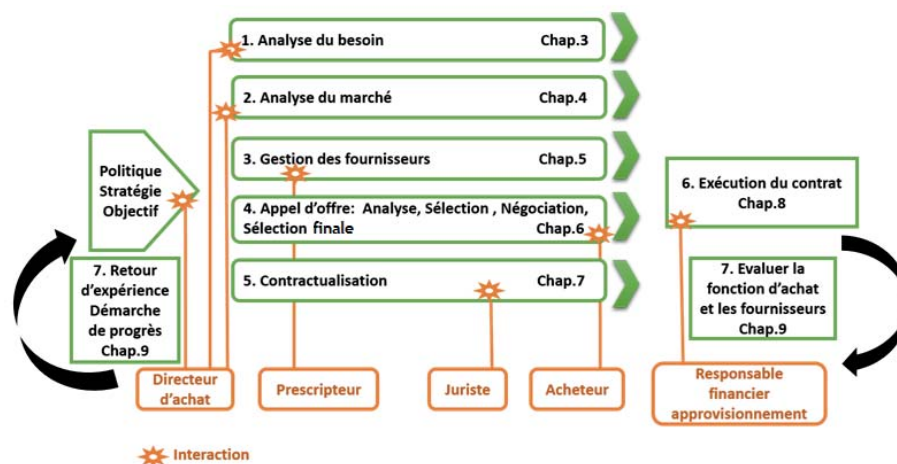 1. Analyse du besoin Chap.3
2. Analyse du marché Chap.4
3. Gestion des fournisseurs Chap.5
4. Appel d'offre: Analyse, Sélection , Négociation,
Sélection finale Chap.6
5. Contractualisation Chap.7
Politique
Stratégie
Objectif
7. Retour
d'expérience
Démarche
de progrès
Chap.9
6. Exécution du contrat
Chap.8
7. Evaluer la
fonction d'achat
et les fournisseurs
Chap.9
Directeur
d'achat
Prescripteur
Juriste
Acheteur
Responsable
financier
approvisionnement
Interaction